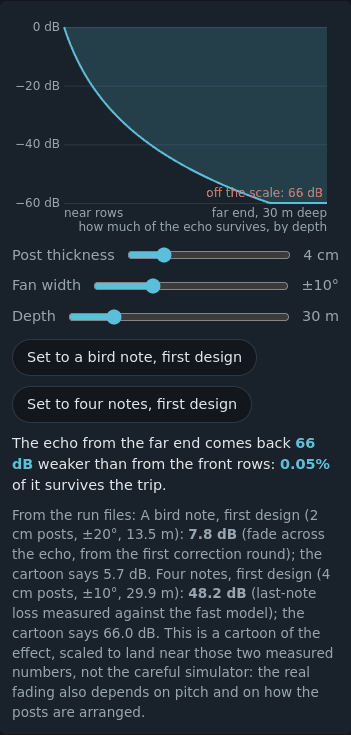 0 dB
−20 dB
−40 dB
off the scale: 66 dB
−60 dB
near rows far end, 30 m deep
how much of the echo survives, by depth
Post thickness 4 cm
Fan width ±10°
Depth 30 m
Set to a bird note, first design
Set to four notes, first design
The echo from the far end comes back 66
dB weaker than from the front rows: 0.05%
of it survives the trip.
From the run files: A bird note, first design (2
cm posts, ±20°, 13.5 m): 7.8 dB (fade across
the echo, from the first correction round); the
cartoon says 5.7 dB. Four notes, first design (4
cm posts, ±10°, 29.9 m): 48.2 dB (last-note
loss measured against the fast model); the
cartoon says 66.0 dB. This is a cartoon of the
effect, scaled to land near those two measured
numbers, not the careful simulator: the real
fading also depends on pitch and on how the
posts are arranged.